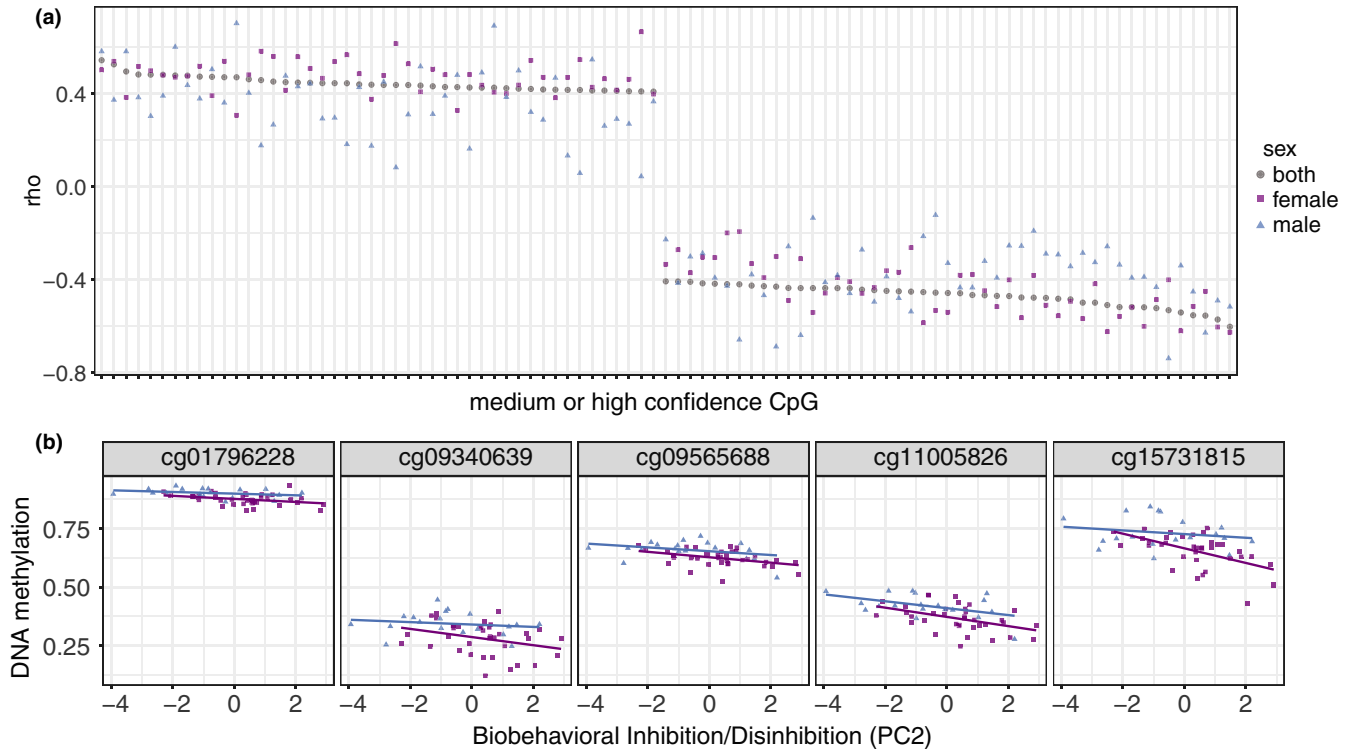 (a)
rho
0.4
0.0
−0.4
−0.8
medium or high confidence CpG
sex
both
female
male
(b)
cg01796228 cg09340639 cg09565688 cg11005826 cg15731815
DNA methylation
0.75
0.50
0.25
−4 −2 0 2 −4 −2 0 2 −4 −2 0 2 −4 −2 0 2 −4 −2 0 2
Biobehavioral Inhibition/Disinhibition (PC2)